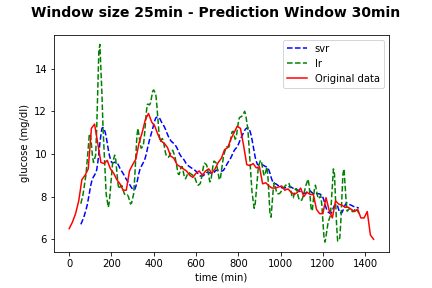 Window size 25min - Prediction Window 30min
svr
lr
Original data
glucose (mg/dl)
14
12
10
8
6
0 200 400 600 800 1000 1200 1400
time (min)